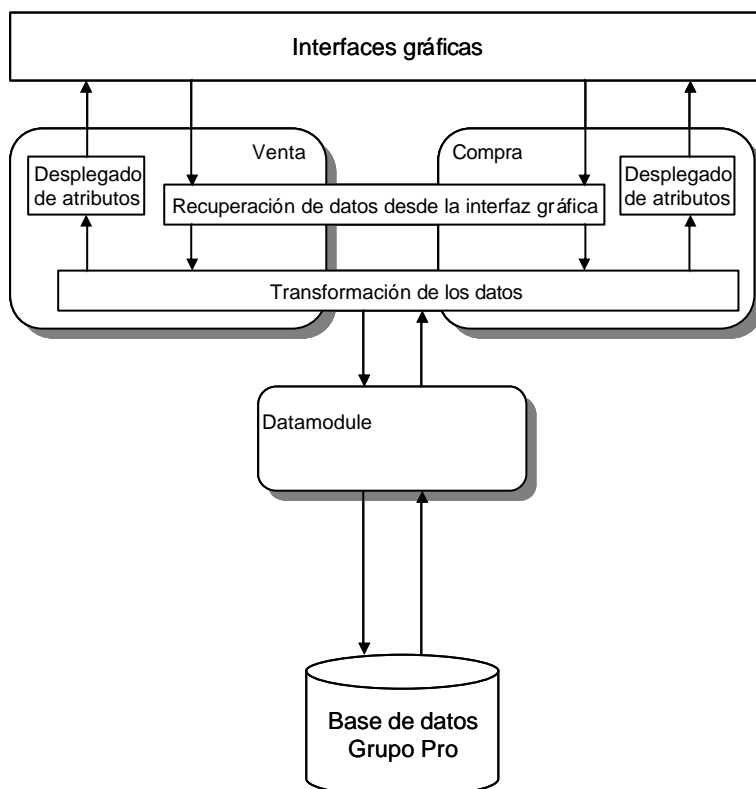 Interfaces gráficas
Venta
Compra
Desplegado
de atributos
Desplegado
de atributos
Recuperación de datos desde la interfaz gráfica
Transformación de los datos
Datamodule
Base de datos
Grupo Pro